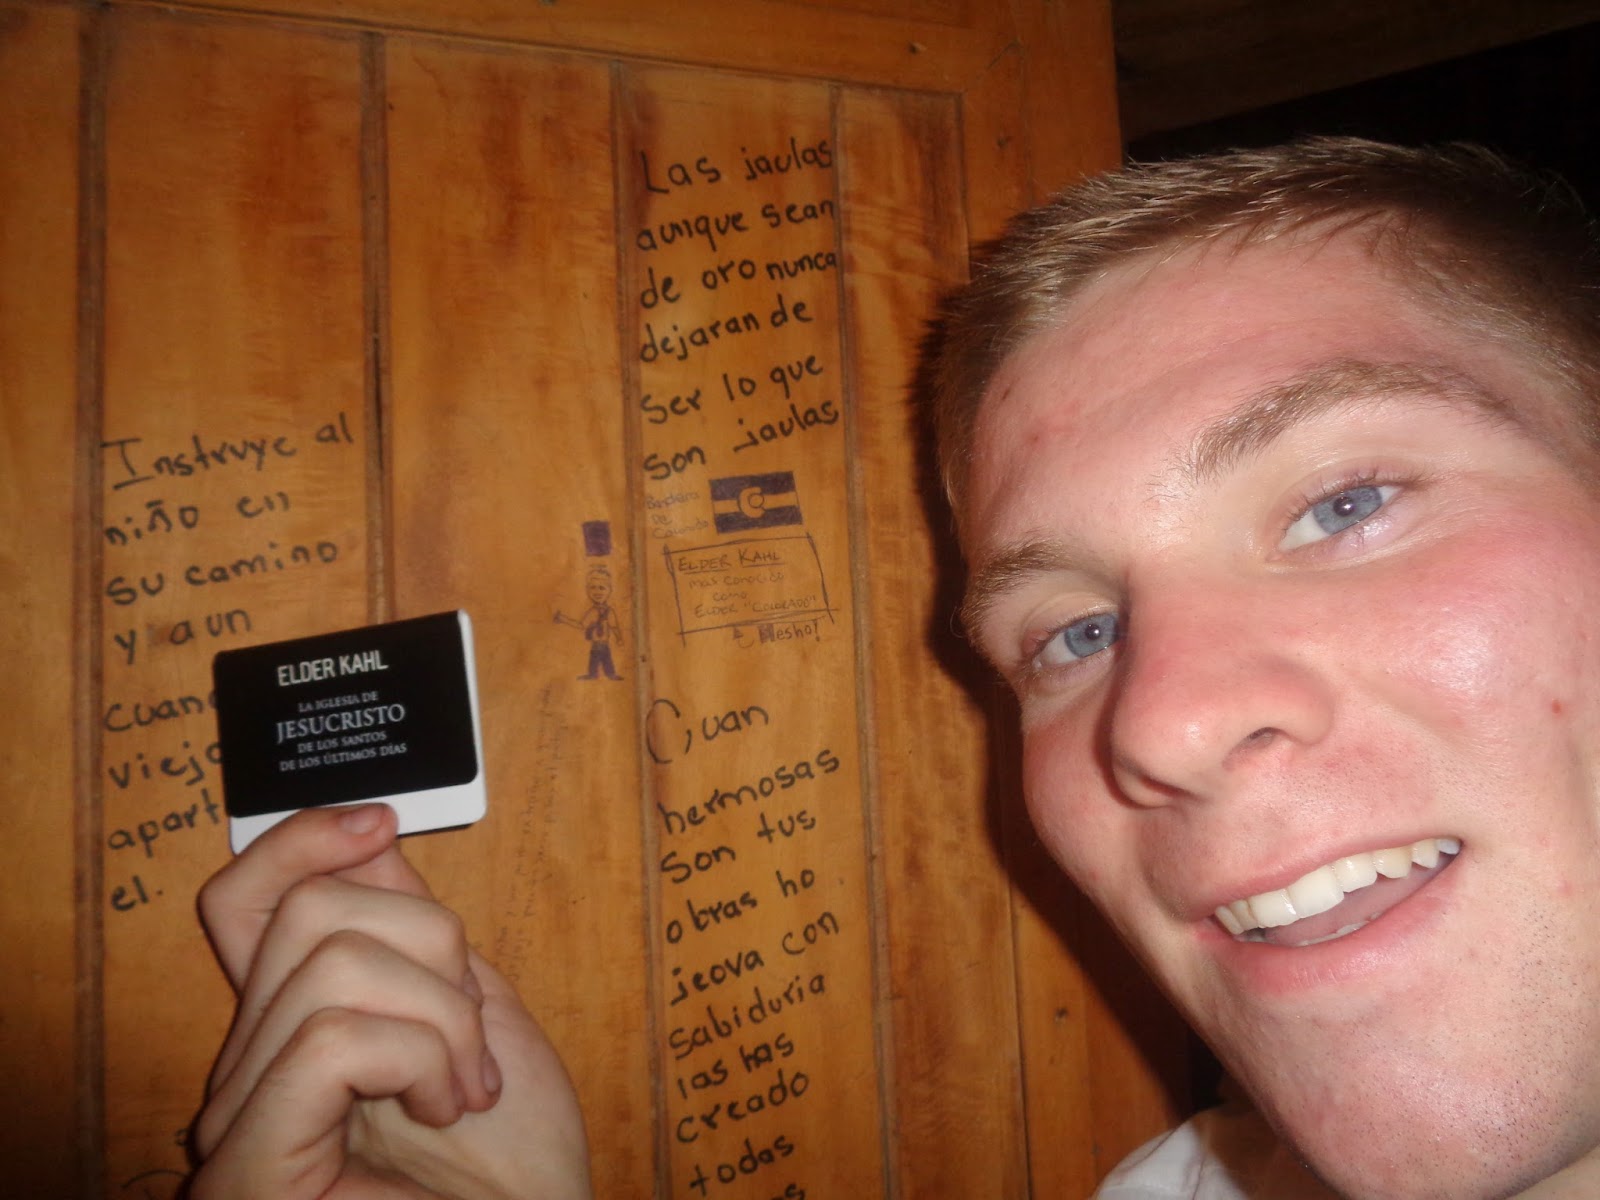 Instruye al
niño en
su camino
y aun
viejo
el.
ELDER KAHL
LA IGLESIA DE
JESUCRISTO
DE LOS SANTOS
DE LOS ÚLTIMOS DÍAS
Las jaulas
aunque sean
de oro nunca
dejaran de
ser lo que
son jaulas
Bandera
De
Colorado
ELDER KAHL
mas conocido
como
ELDER "COLORADO"
Cuan
hermosas
son tus
obras ho
jeova con
sabiduria
las has
creado
todas